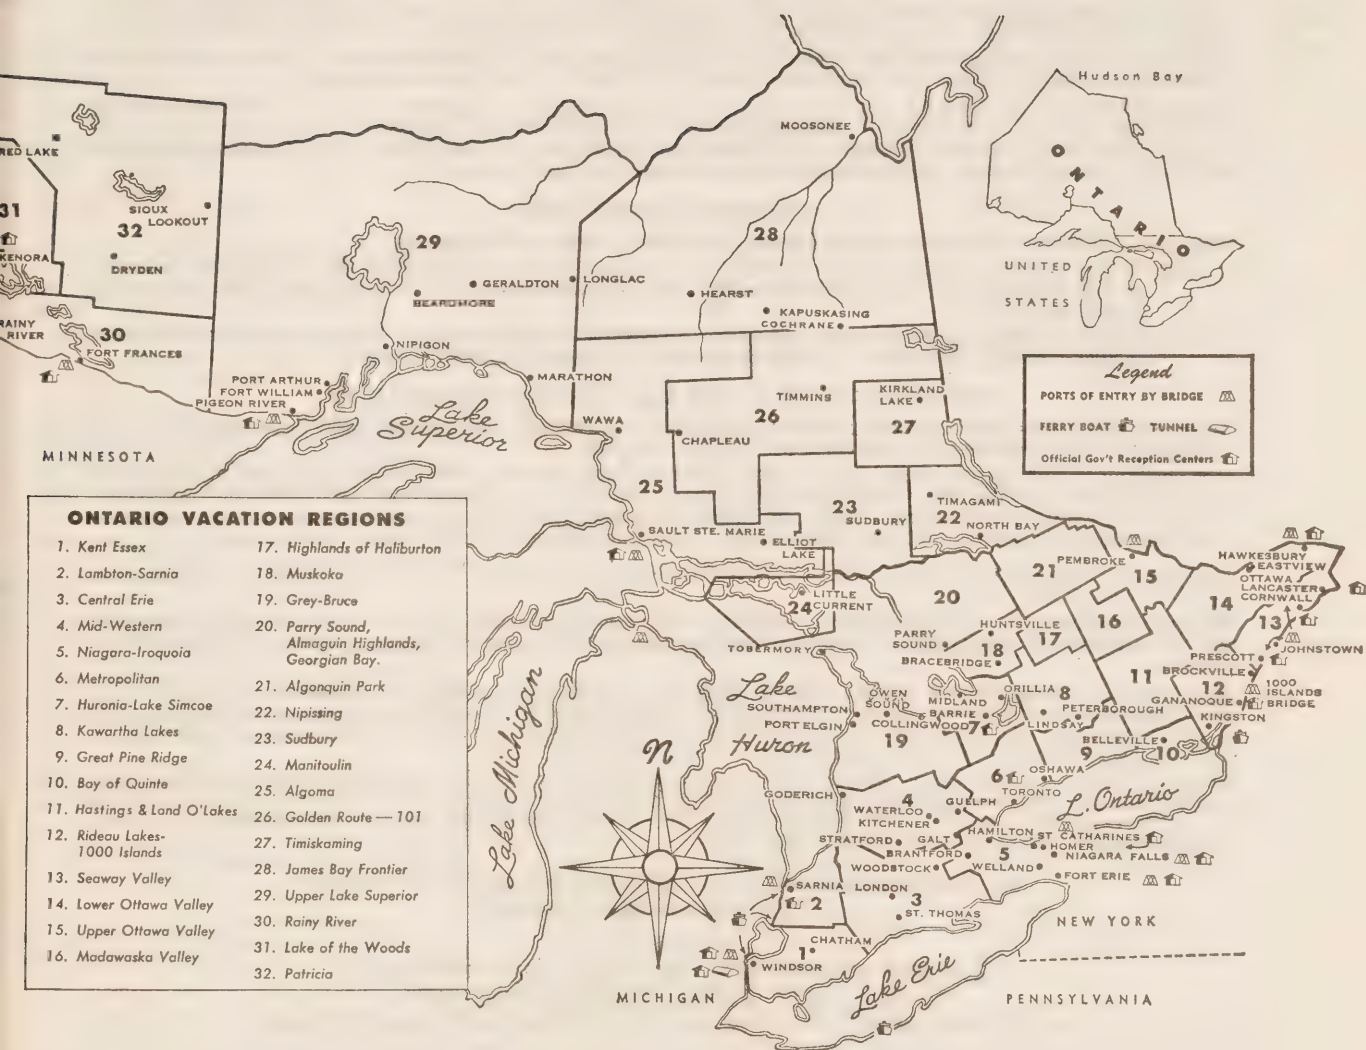 Hudson Bay
ONTARIO
UNITED
STATES
MOOSONEE
RED LAKE
SIOUX
LOOKOUT
31
32
KENORA
DRYDEN
29
28
GERALDTON
LONGLAC
BEARDMORE
HEARST
KAPUSKASING
COCHRANE
RAINY
RIVER
30
FORT FRANCES
NIPIGON
PORT ARTHUR
FORT WILLIAM
PIGEON RIVER
MARATHON
Lake
Superior
WAWA
TIMMINS
26
KIRKLAND
LAKE
27
CHAPLEAU
MINNESOTA
Legend
PORTS OF ENTRY BY BRIDGE
FERRY BOAT TUNNEL
Official Gov't Reception Centers
ONTARIO VACATION REGIONS
1. Kent Essex
2. Lambton-Sarnia
3. Central Erie
4. Mid-Western
5. Niagara-Iroquoia
6. Metropolitan
7. Huronia-Lake Simcoe
8. Kawartha Lakes
9. Great Pine Ridge
10. Bay of Quinte
11. Hastings & Land O'Lakes
12. Rideau Lakes-
1000 Islands
13. Seaway Valley
14. Lower Ottawa Valley
15. Upper Ottawa Valley
16. Madawaska Valley
17. Highlands of Haliburton
18. Muskoka
19. Grey-Bruce
20. Parry Sound,
Almaguin Highlands,
Georgian Bay.
21. Algonquin Park
22. Nipissing
23. Sudbury
24. Manitoulin
25. Algoma
26. Golden Route — 101
27. Timiskaming
28. James Bay Frontier
29. Upper Lake Superior
30. Rainy River
31. Lake of the Woods
32. Patricia
25
23
SUDBURY
TIMAGAMI
22
NORTH BAY
SAULT STE. MARIE
ELLIOT
LAKE
24
LITTLE
CURRENT
21
PEMBROKE
15
HAWKESBURY
EASTVIEW
OTTAWA
LANCASTER
CORNWALL
14
13
20
16
HUNTSVILLE
17
PARRY
SOUND
18
BRACEBRIDGE
TOBERMORY
JOHNSTOWN
PRESCOTT
BROCKVILLE
11
12
1000
ISLANDS
BRIDGE
GANANOQUE
KINGSTON
Lake
Huron
SOUTHAMPTON
PORT ELGIN
OWEN
SOUND
MIDLAND
BARRIE
COLLINGWOOD
7
ORILLIA
8
PETERBOROUGH
LINDSAY
19
BELLEVILLE
9
10
Lake Michigan
N
6
OSHAWA
TORONTO
L. Ontario
GODERICH
4
WATERLOO
KITCHENER
GUELPH
STRATFORD
GALT
HAMILTON
ST CATHARINES
HOMER
BRANTFORD
5
NIAGARA FALLS
WOODSTOCK
WELLAND
FORT ERIE
SARNIA
2
LONDON
3
ST. THOMAS
NEW YORK
CHATHAM
1
WINDSOR
Lake Erie
MICHIGAN
PENNSYLVANIA